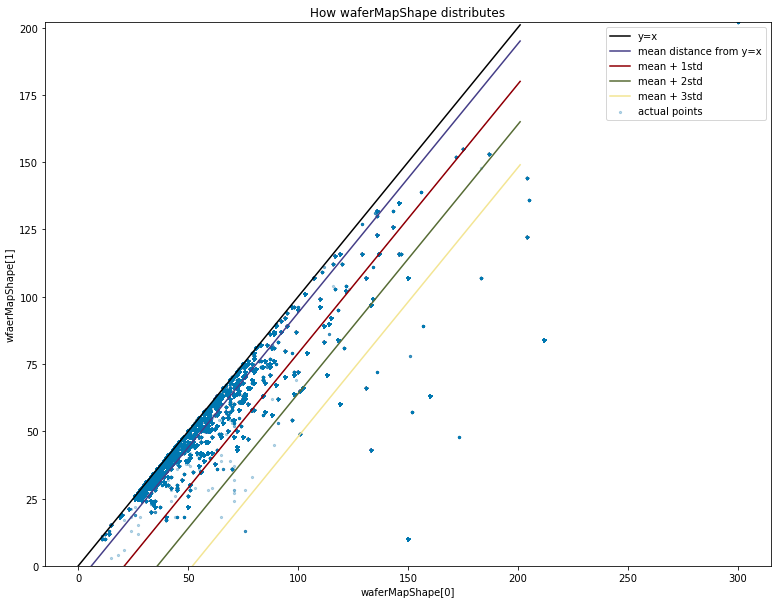 How waferMapShape distributes
y=x
mean distance from y=x
mean + 1std
mean + 2std
mean + 3std
actual points
200
175
150
125
100
75
50
25
0
wfaerMapShape[1]
0 50 100 150 200 250 300
waferMapShape[0]